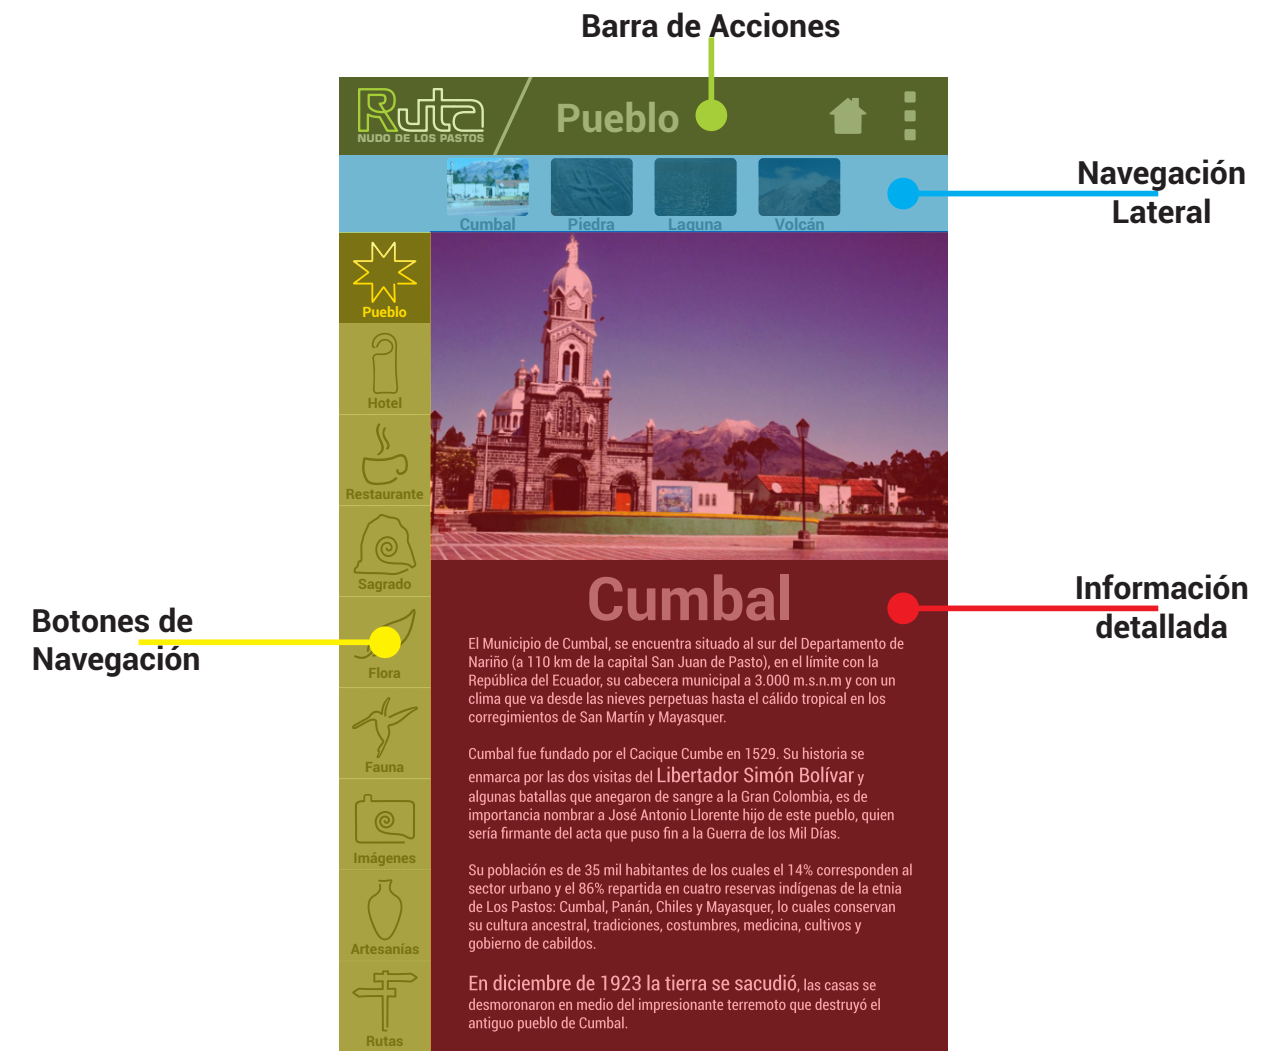 Barra de Acciones
Ruta
NUDO DE LOS PASTOS
Pueblo
Navegación
Lateral
Cumbal
Piedra
Laguna
Volcán
Pueblo
Hotel
Restaurante
Sagrado
Flora
Fauna
Imágenes
Artesanías
Rutas
Botones de
Navegación
Información
detallada
Cumbal
El Municipio de Cumbal, se encuentra situado al sur del Departamento de
Nariño (a 110 km de la capital San Juan de Pasto), en el límite con la
República del Ecuador, su cabecera municipal a 3.000 m.s.n.m y con un
clima que va desde las nieves perpetuas hasta el cálido tropical en los
corregimientos de San Martín y Mayasquer.
Cumbal fue fundado por el Cacique Cumbe en 1529. Su historia se
enmarca por las dos visitas del Libertador Simón Bolívar y
algunas batallas que anegaron de sangre a la Gran Colombia, es de
importancia nombrar a José Antonio Llorente hijo de este pueblo, quien
sería firmante del acta que puso fin a la Guerra de los Mil Días.
Su población es de 35 mil habitantes de los cuales el 14% corresponden al
sector urbano y el 86% repartida en cuatro reservas indígenas de la etnia
de Los Pastos: Cumbal, Panán, Chiles y Mayasquer, lo cuales conservan
su cultura ancestral, tradiciones, costumbres, medicina, cultivos y
gobierno de cabildos.
En diciembre de 1923 la tierra se sacudió, las casas se
desmoronaron en medio del impresionante terremoto que destruyó el
antiguo pueblo de Cumbal.